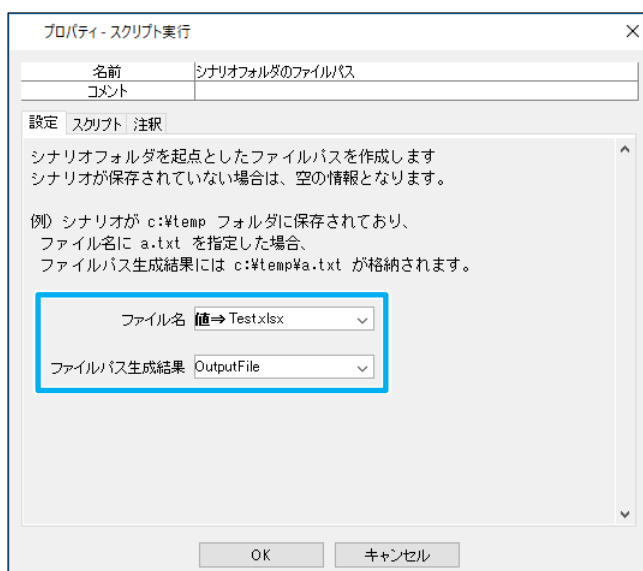 プロパティ - スクリプト実行
名前 シナリオフォルダのファイルパス
コメント
設定 スクリプト 注釈
シナリオフォルダを起点としたファイルパスを作成します
シナリオが保存されていない場合は、空の情報となります。
例) シナリオが c:¥temp フォルダに保存されており、
ファイル名に a.txt を指定した場合、
ファイルパス生成結果には c:¥temp¥a.txt が格納されます。
ファイル名 値⇒Test.xlsx
ファイルパス生成結果 OutputFile
OK キャンセル